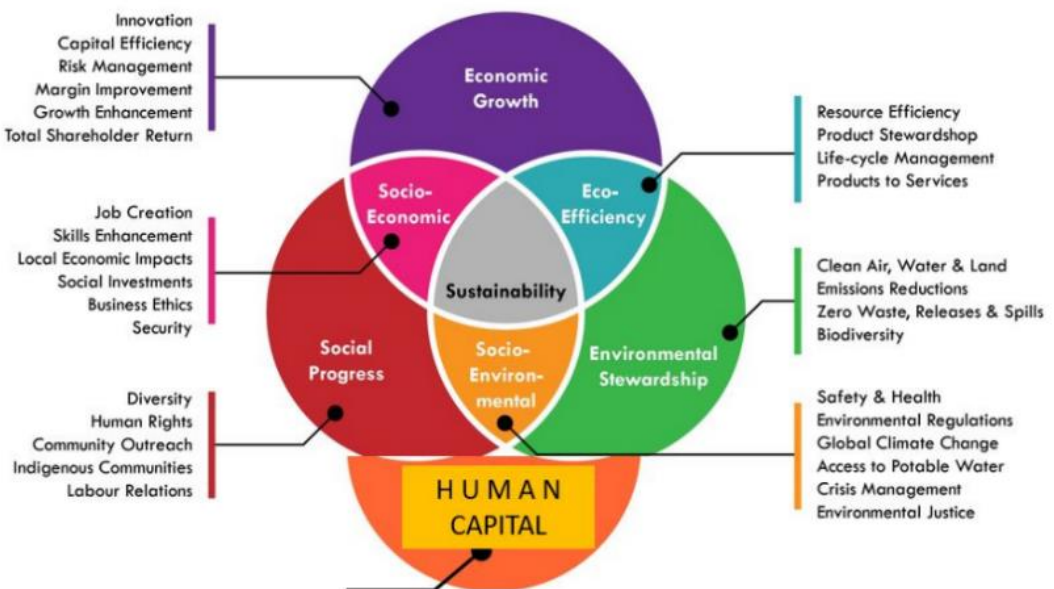 Innovation
Capital Efficiency
Risk Management
Margin Improvement
Growth Enhancement
Total Shareholder Return
Economic
Growth
Resource Efficiency
Product Stewardshop
Life-cycle Management
Products to Services
Socio-
Economic
Eco-
Efficiency
Job Creation
Skills Enhancement
Local Economic Impacts
Social Investments
Business Ethics
Security
Sustainability
Clean Air, Water & Land
Emissions Reductions
Zero Waste, Releases & Spills
Biodiversity
Social
Progress
Socio-
Environ-
mental
Environmental
Stewardship
Diversity
Human Rights
Community Outreach
Indigenous Communities
Labour Relations
Safety & Health
Environmental Regulations
Global Climate Change
Access to Potable Water
Crisis Management
Environmental Justice
HUMAN
CAPITAL